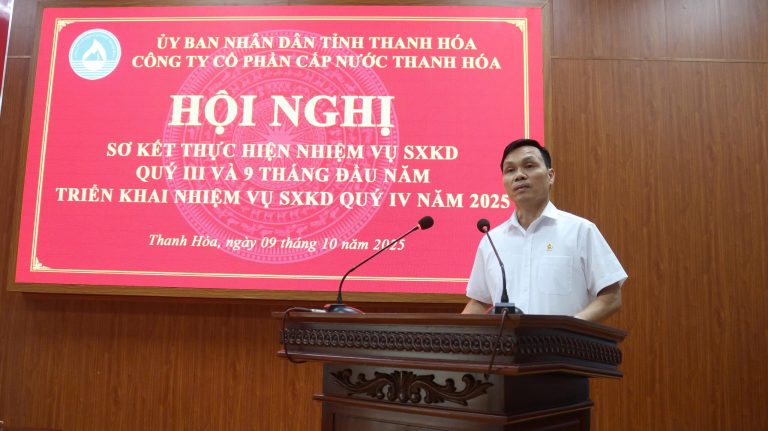 ỦY BAN NHÂN DÂN TỈNH THANH HÓA
CÔNG TY CỔ PHẦN CẤP NƯỚC THANH HÓA
HỘI NGHỊ
SƠ KẾT THỰC HIỆN NHIỆM VỤ SXKD
QUÝ III VÀ 9 THÁNG ĐẦU NĂM
TRIỂN KHAI NHIỆM VỤ SXKD QUÝ IV NĂM 2025
Thanh Hóa, ngày 09 tháng 10 năm 2025